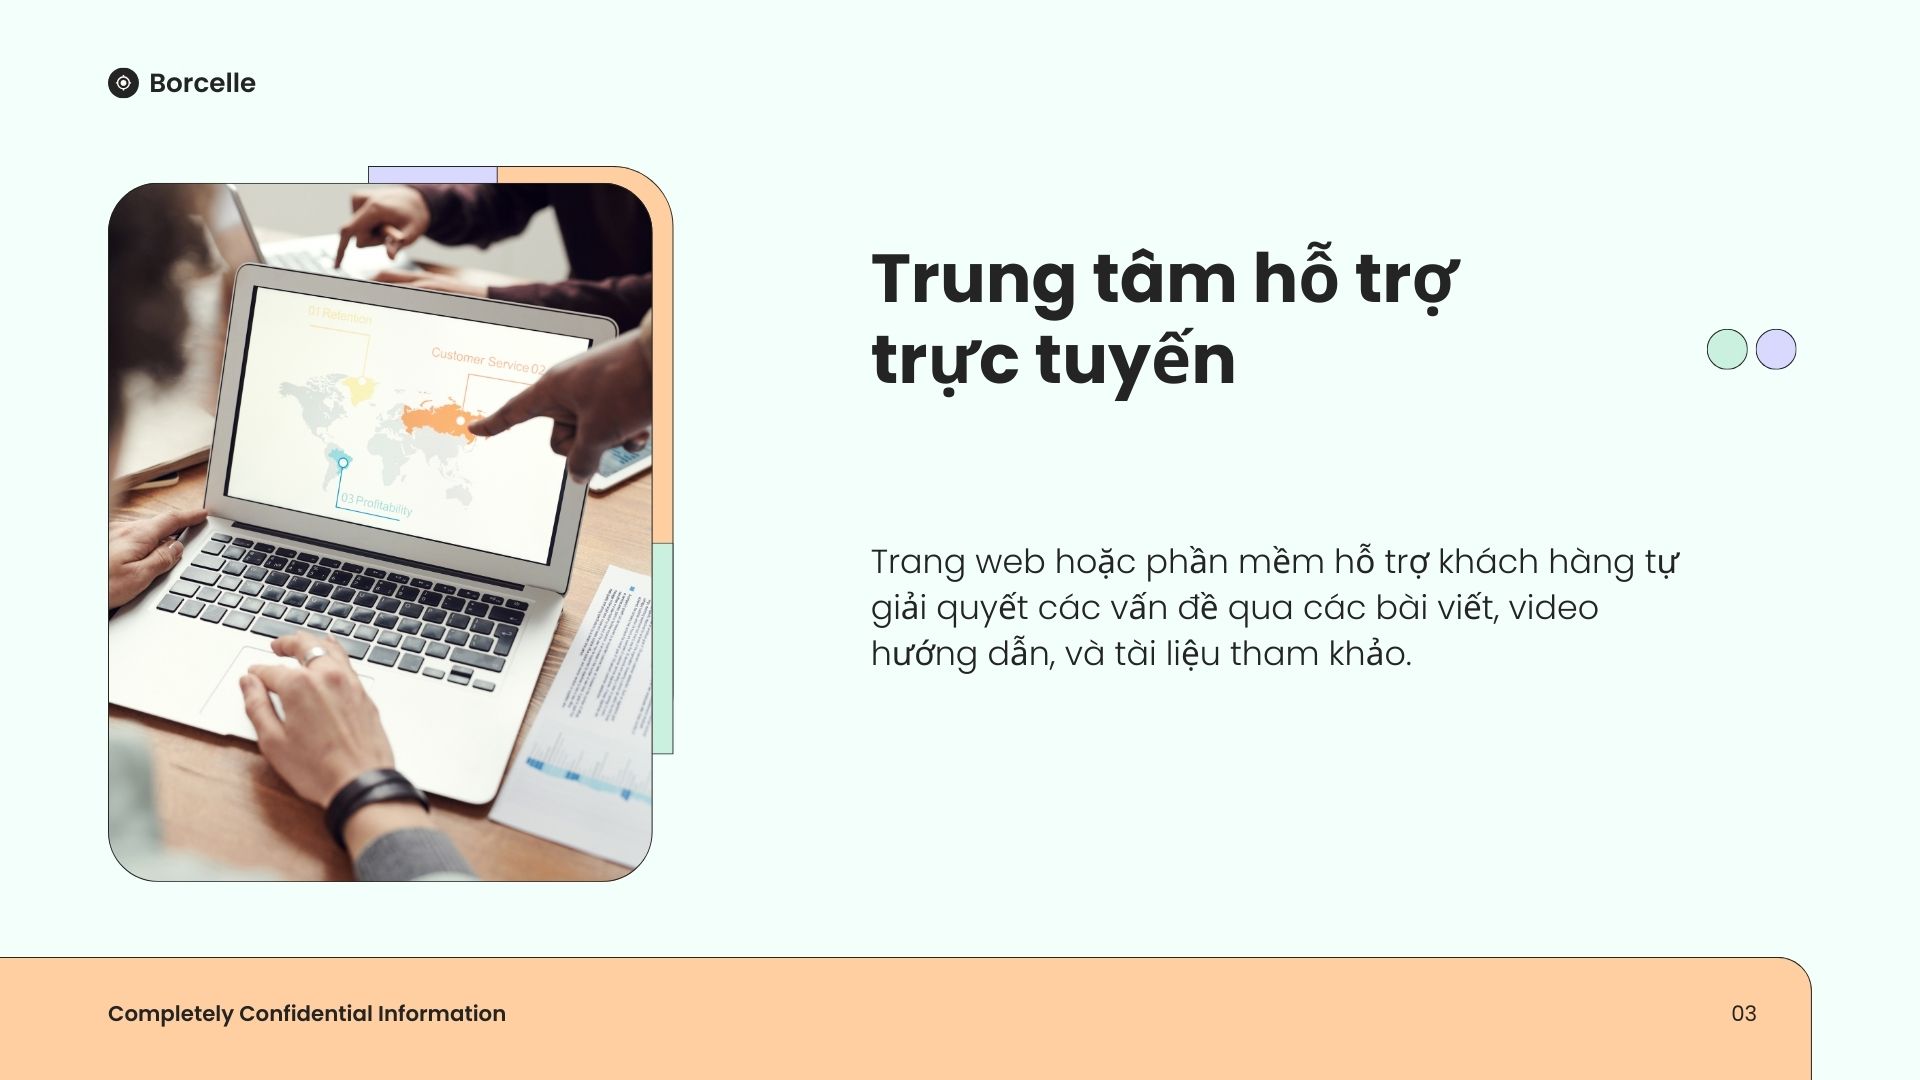 Borcelle
01 Retention
Customer Service 02
03 Profitability
Trung tâm hỗ trợ
trực tuyến
Trang web hoặc phần mềm hỗ trợ khách hàng tự
giải quyết các vấn đề qua các bài viết, video
hướng dẫn, và tài liệu tham khảo.
Completely Confidential Information
03